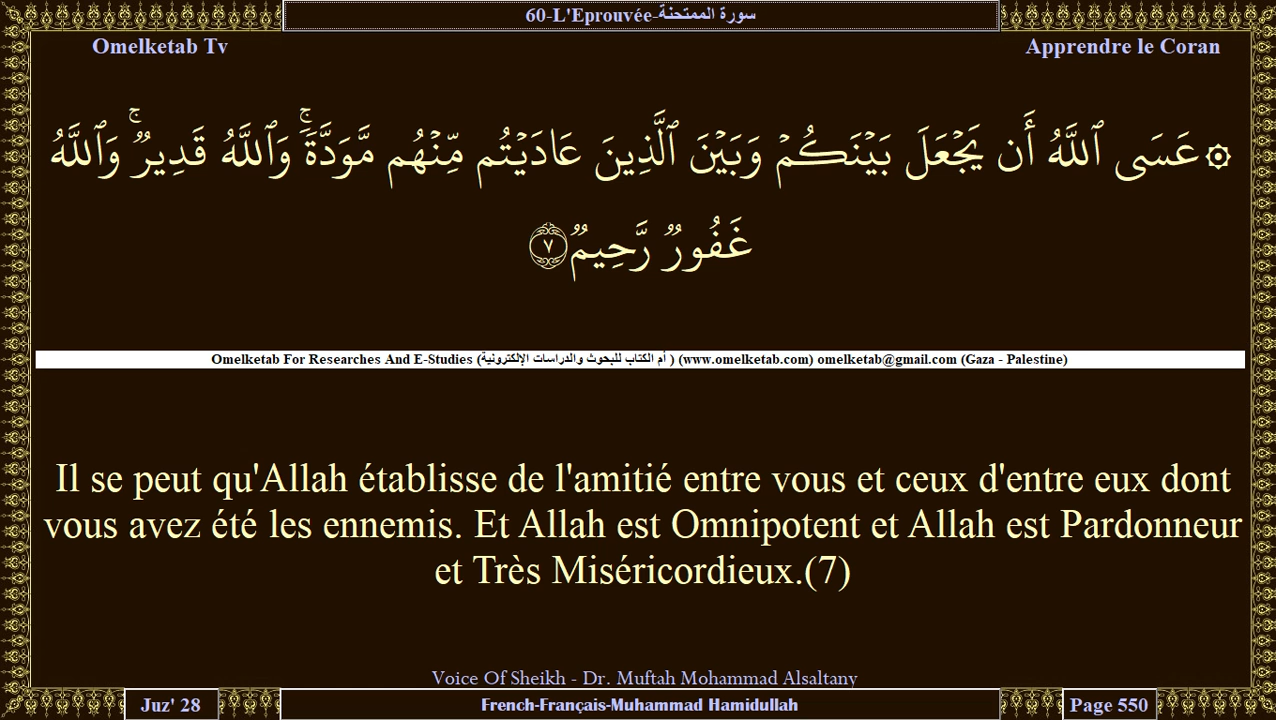 60-L'Eprouvée-سورة الممتحنة
Omelketab Tv
Apprendre le Coran
۞عَسَى ٱللَّهُ أَن يَجۡعَلَ بَيۡنَكُمۡ وَبَيۡنَ ٱلَّذِينَ عَادَيۡتُم مِّنۡهُم مَّوَدَّةٗۚ وَٱللَّهُ قَدِيرٞۚ وَٱللَّهُ
غَفُورٞ رَّحِيمٞ ٧
Omelketab For Researches And E-Studies (أم الكتاب للبحوث والدراسات الإلكترونية ) (www.omelketab.com) omelketab@gmail.com (Gaza - Palestine)
Il se peut qu'Allah établisse de l'amitié entre vous et ceux d'entre eux dont
vous avez été les ennemis. Et Allah est Omnipotent et Allah est Pardonneur
et Très Miséricordieux.(7)
Voice Of Sheikh - Dr. Muftah Mohammad Alsaltany
Juz' 28
French-Français-Muhammad Hamidullah
Page 550